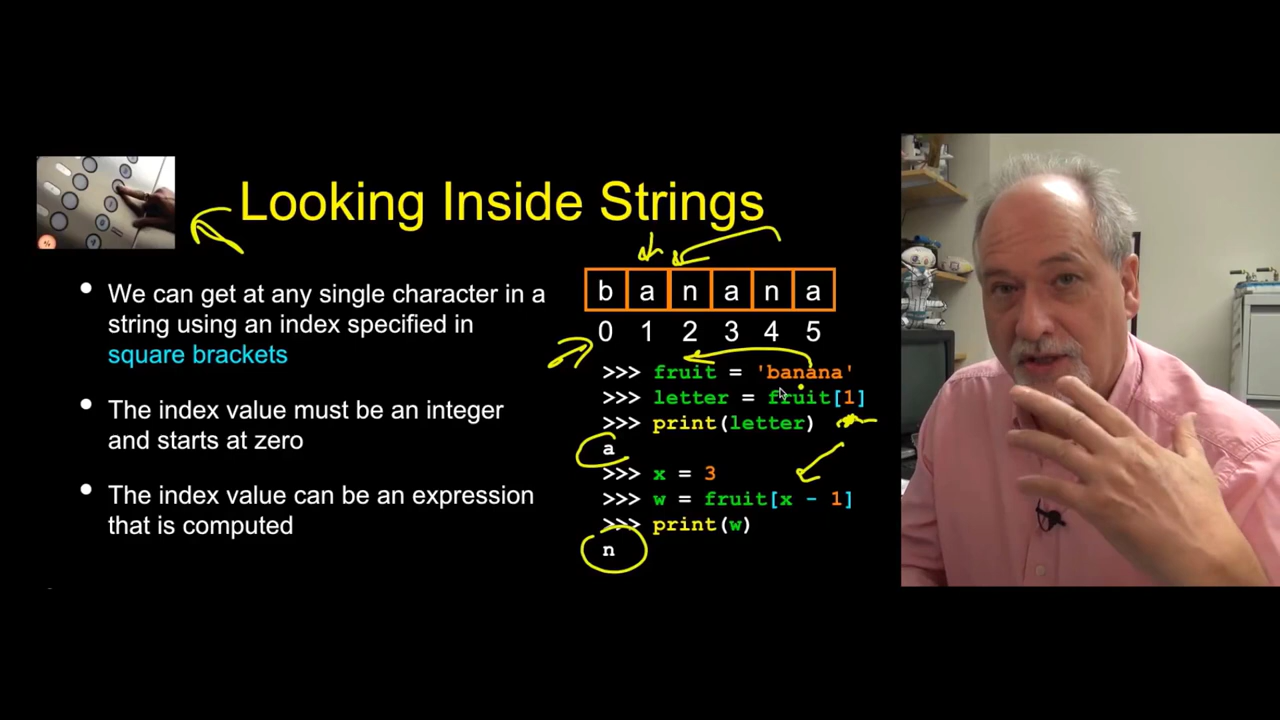 Looking Inside Strings
• We can get at any single character in a
string using an index specified in
square brackets
• The index value must be an integer
and starts at zero
• The index value can be an expression
that is computed
b a n a n a
0 1 2 3 4 5
>>> fruit = 'banana'
>>> letter = fruit[1]
>>> print(letter)
a
>>> x = 3
>>> w = fruit[x - 1]
>>> print(w)
n